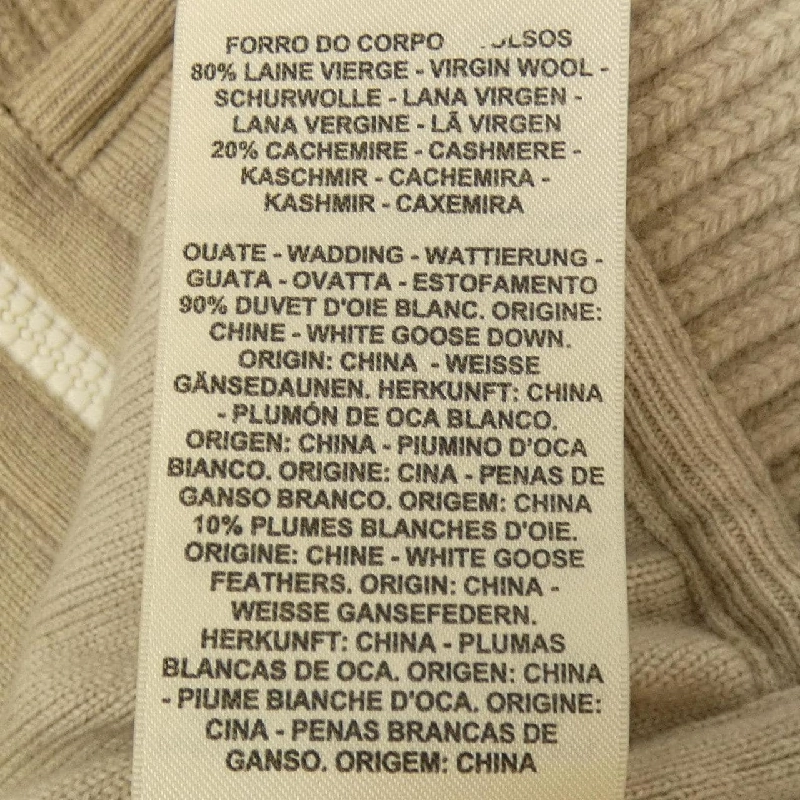 FORRO DO CORPO
80% LAINE VIERGE - VIRGIN WOOL -
SCHURWOLLE - LANA VIRGEN -
LANA VERGINE - LÃ VIRGEN
20% CACHEMIRE - CASHMERE -
KASCHMIR - CACHEMIRA -
KASHMIR - CAXEMIRA
OUATE - WADDING - WATTIERUNG -
GUATA - OVATTA - ESTOFAMENTO
90% DUVET D'OIE BLANC. ORIGINE:
CHINE - WHITE GOOSE DOWN.
ORIGIN: CHINA - WEISSE
GÄNSEDAUNEN. HERKUNFT: CHINA
- PLUMÓN DE OCA BLANCO.
ORIGEN: CHINA - PIUMINO D'OCA
BIANCO. ORIGINE: CINA - PENAS DE
GANSO BRANCO. ORIGEM: CHINA
10% PLUMES BLANCHES D'OIE.
ORIGINE: CHINE - WHITE GOOSE
FEATHERS. ORIGIN: CHINA -
WEISSE GANSEFEDERN.
HERKUNFT: CHINA - PLUMAS
BLANCAS DE OCA. ORIGEN: CHINA
- PIUME BIANCHE D'OCA. ORIGINE:
CINA - PENAS BRANCAS DE
GANSO. ORIGEM: CHINA